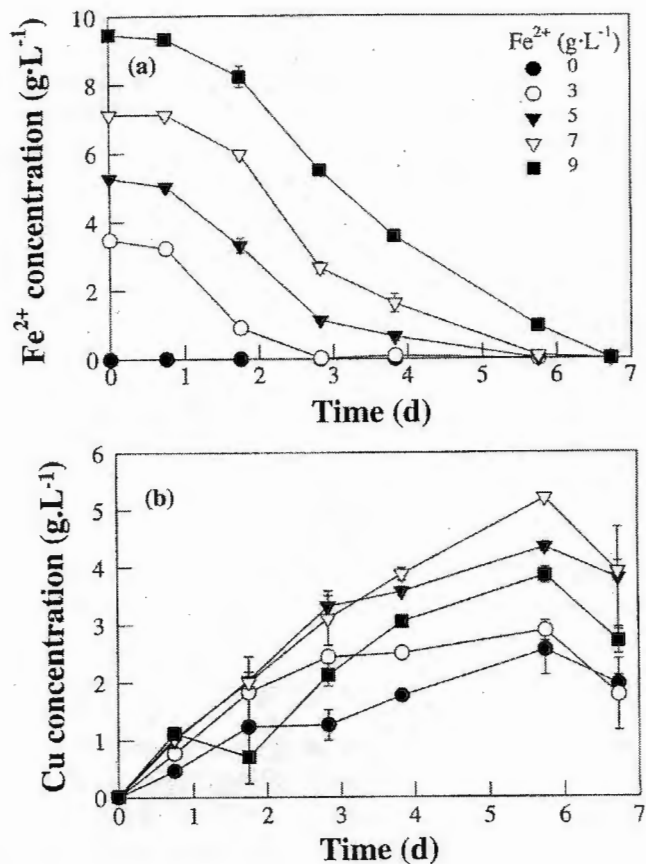 10
8
6
4
2
0
Fe²⁺ concentration (g·L⁻¹)
(a)
Fe²⁺ (g·L⁻¹)
0
3
5
7
9
0 1 2 3 4 5 6 7
Time (d)
6
5
4
3
2
1
0
Cu concentration (g.L⁻¹)
(b)
0 1 2 3 4 5 6 7
Time (d)